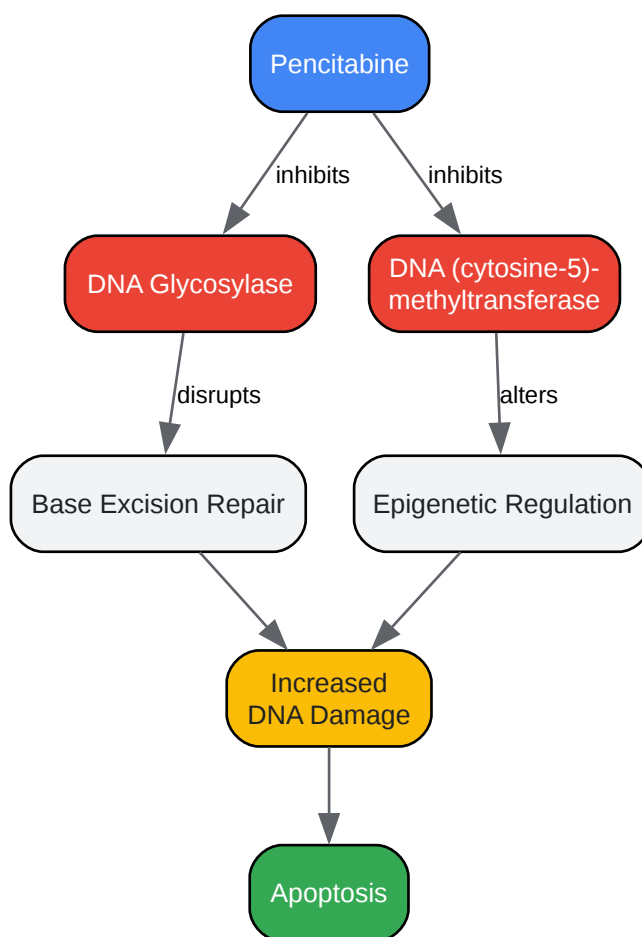 Pencitabine
inhibits
inhibits
DNA Glycosylase
DNA (cytosine-5)-
methyltransferase
disrupts
alters
Base Excision Repair
Epigenetic Regulation
Increased
DNA Damage
Apoptosis